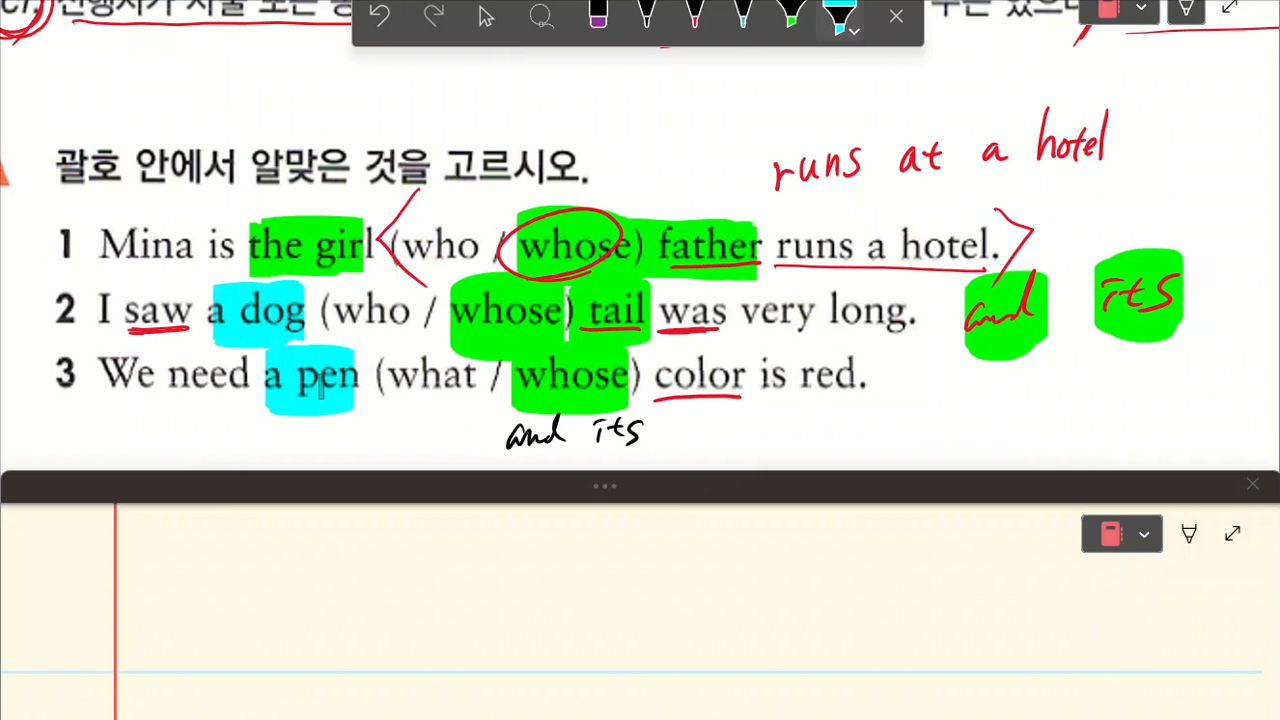 runs at a hotel
괄호 안에서 알맞은 것을 고르시오.
1 Mina is the girl (who / whose) father runs a hotel.
2 I saw a dog (who / whose) tail was very long. and its
3 We need a pen (what / whose) color is red.
and its